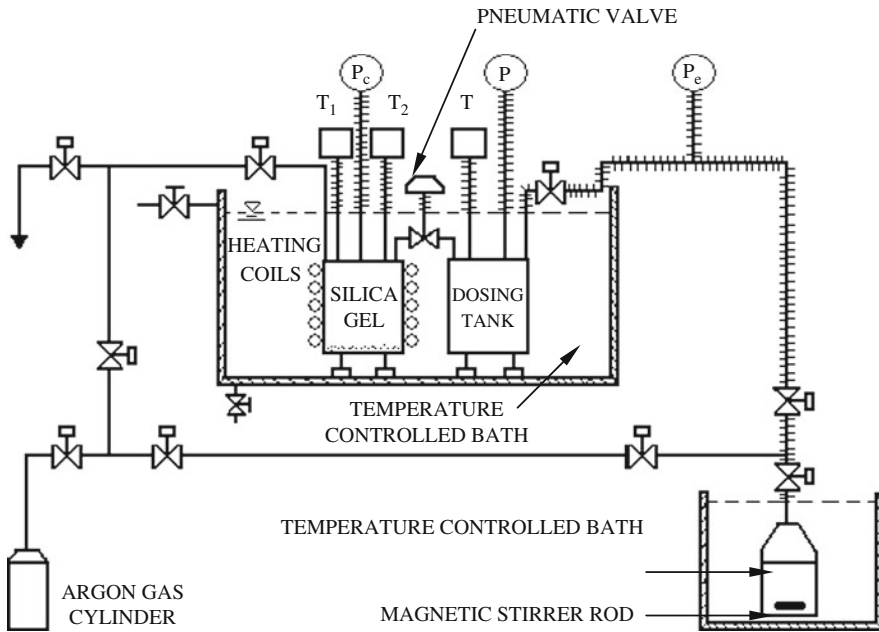 PNEUMATIC VALVE
Pc
P
Pe
T1
T2
T
HEATING
COILS
SILICA
GEL
DOSING
TANK
TEMPERATURE
CONTROLLED BATH
TEMPERATURE CONTROLLED BATH
ARGON GAS
CYLINDER
MAGNETIC STIRRER ROD